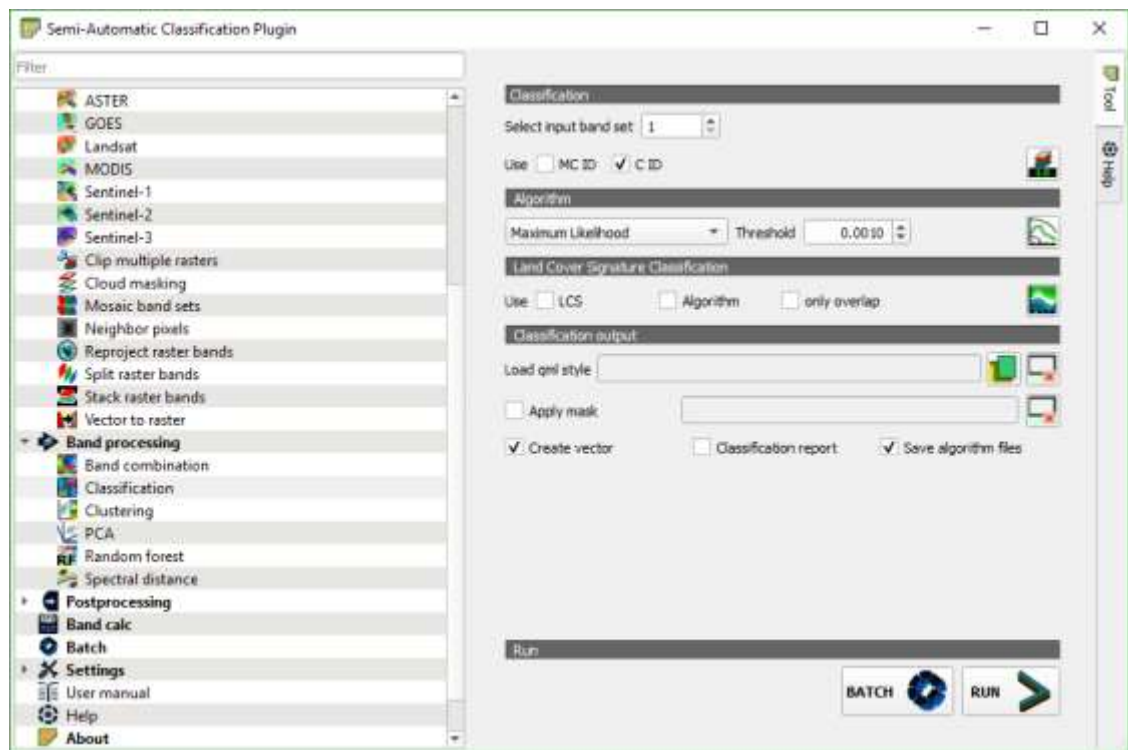 Semi-Automatic Classification Plugin
Filter
ASTER
GOES
Landsat
MODIS
Sentinel-1
Sentinel-2
Sentinel-3
Clip multiple rasters
Cloud masking
Mosaic band sets
Neighbor pixels
Reproject raster bands
Split raster bands
Stack raster bands
Vector to raster
Band processing
Band combination
Classification
Clustering
PCA
RF Random forest
Spectral distance
Postprocessing
Band calc
Batch
Settings
User manual
Help
About
Classification
Select input band set 1
Use MC ID C ID
Algorithm
Maximum Likelihood Threshold 0.0010
Land Cover Signature Classification
Use LCS Algorithm only overlap
Classification output
Load qml style
Apply mask
Create vector Classification report Save algorithm files
Run
BATCH RUN
Tool
Help